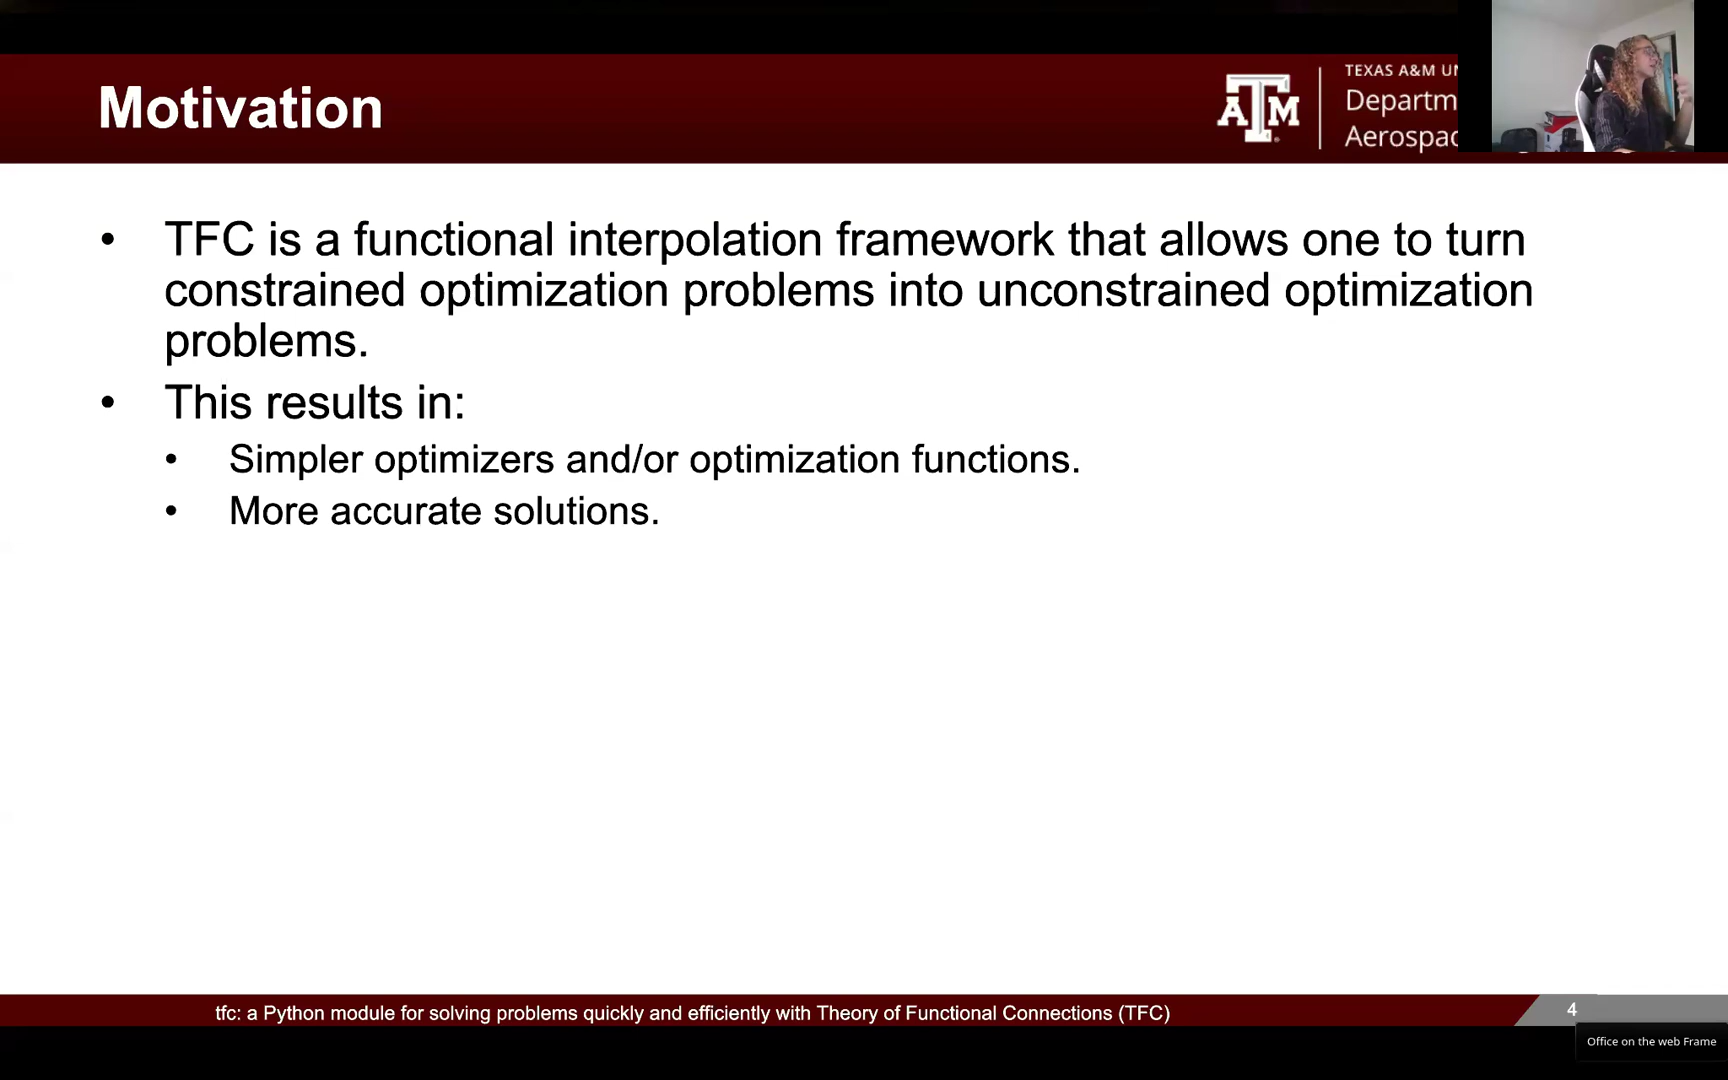 Motivation
ATM
TEXAS A&M
Aerospac
• TFC is a functional interpolation framework that allows one to turn
constrained optimization problems into unconstrained optimization
problems.
• This results in:
• Simpler optimizers and/or optimization functions.
• More accurate solutions.
tfc: a Python module for solving problems quickly and efficiently with Theory of Functional Connections (TFC)
4
Office on the web Frame